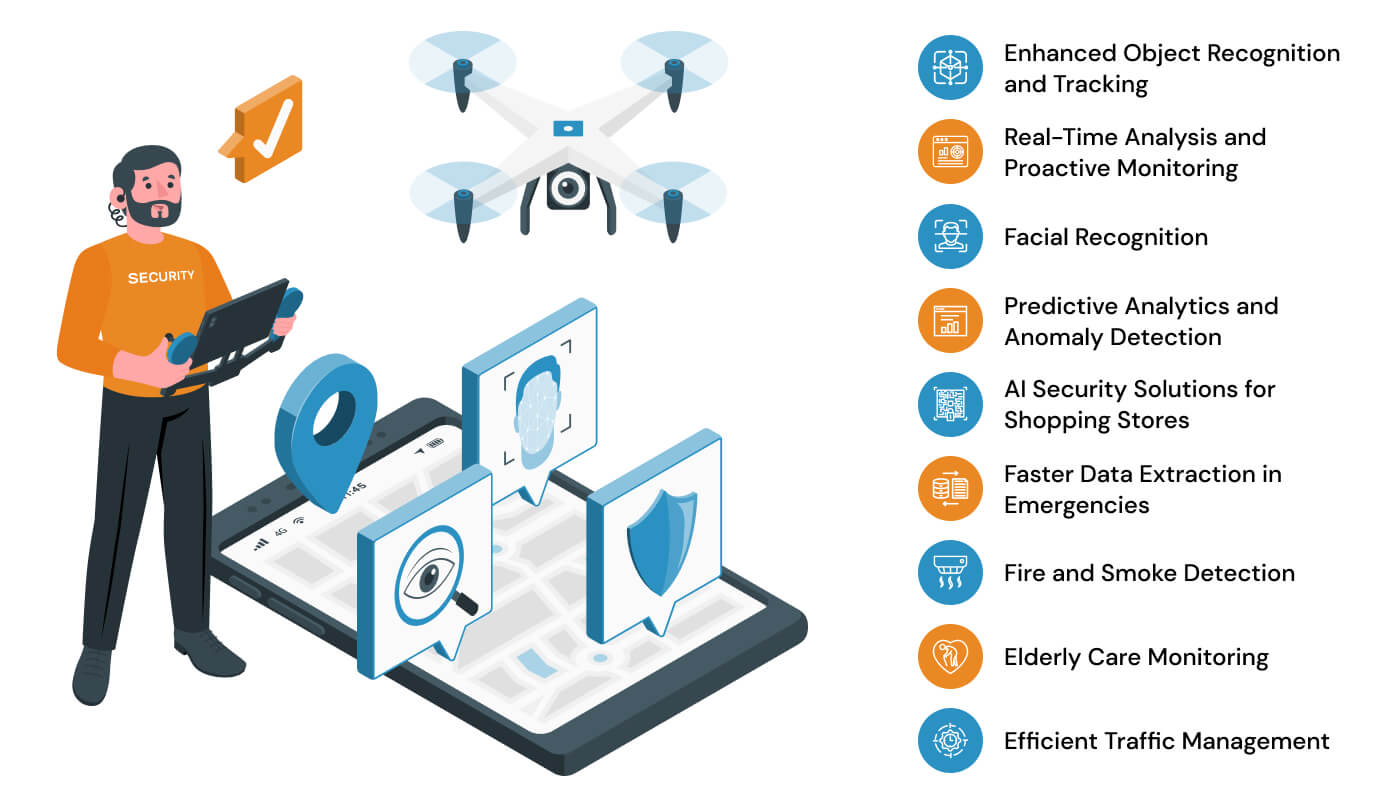 SECURITY
4G
11:45
Enhanced Object Recognition
and Tracking
Real-Time Analysis and
Proactive Monitoring
Facial Recognition
Predictive Analytics and
Anomaly Detection
AI Security Solutions for
Shopping Stores
Faster Data Extraction in
Emergencies
Fire and Smoke Detection
Elderly Care Monitoring
Efficient Traffic Management